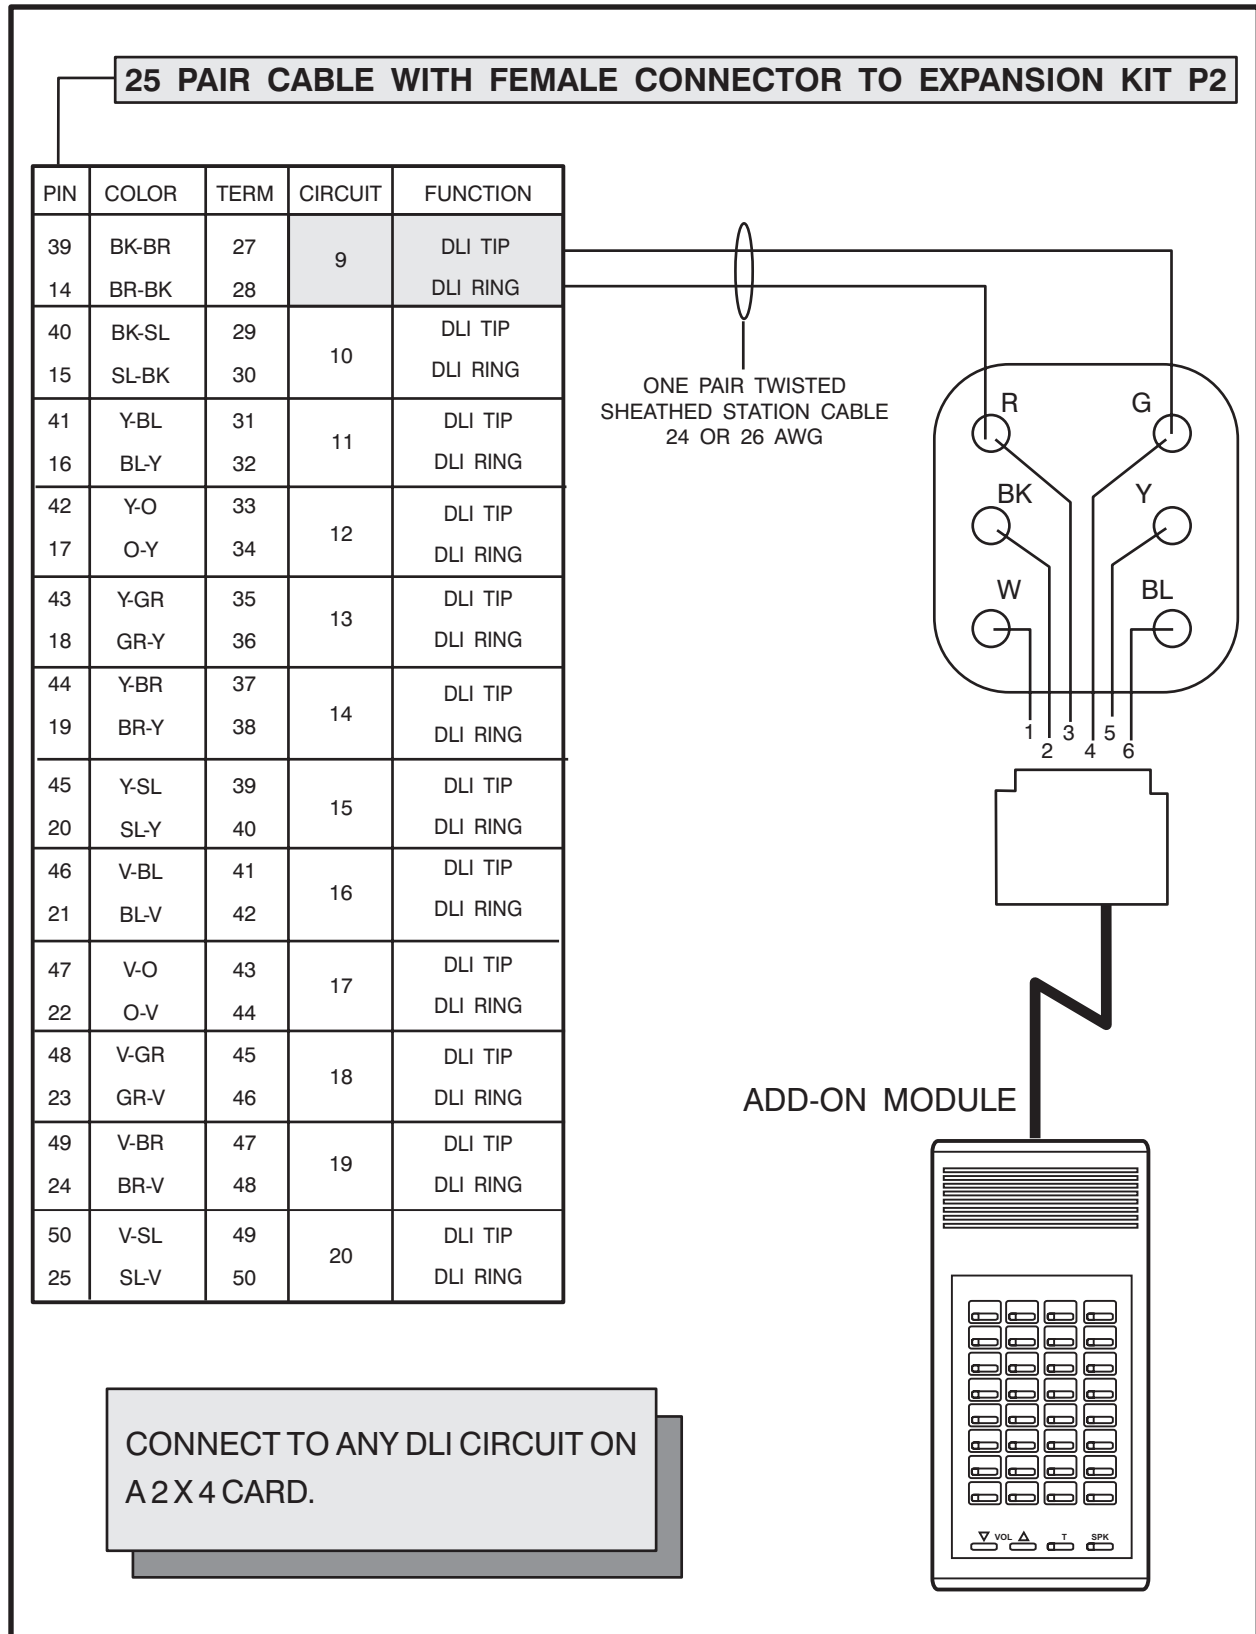 25 PAIR CABLE WITH FEMALE CONNECTOR TO EXPANSION KIT P2
PIN COLOR TERM CIRCUIT FUNCTION
39 BK-BR 27 9 DLI TIP
14 BR-BK 28 DLI RING
40 BK-SL 29 10 DLI TIP
15 SL-BK 30 DLI RING
41 Y-BL 31 11 DLI TIP
16 BL-Y 32 DLI RING
42 Y-O 33 12 DLI TIP
17 O-Y 34 DLI RING
43 Y-GR 35 13 DLI TIP
18 GR-Y 36 DLI RING
44 Y-BR 37 14 DLI TIP
19 BR-Y 38 DLI RING
45 Y-SL 39 15 DLI TIP
20 SL-Y 40 DLI RING
46 V-BL 41 16 DLI TIP
21 BL-V 42 DLI RING
47 V-O 43 17 DLI TIP
22 O-V 44 DLI RING
48 V-GR 45 18 DLI TIP
23 GR-V 46 DLI RING
49 V-BR 47 19 DLI TIP
24 BR-V 48 DLI RING
50 V-SL 49 20 DLI TIP
25 SL-V 50 DLI RING
ONE PAIR TWISTED
SHEATHED STATION CABLE
24 OR 26 AWG
R G
BK Y
W BL
1 2 3 4 5 6
ADD-ON MODULE
VOL T SPK
CONNECT TO ANY DLI CIRCUIT ON
A 2 X 4 CARD.